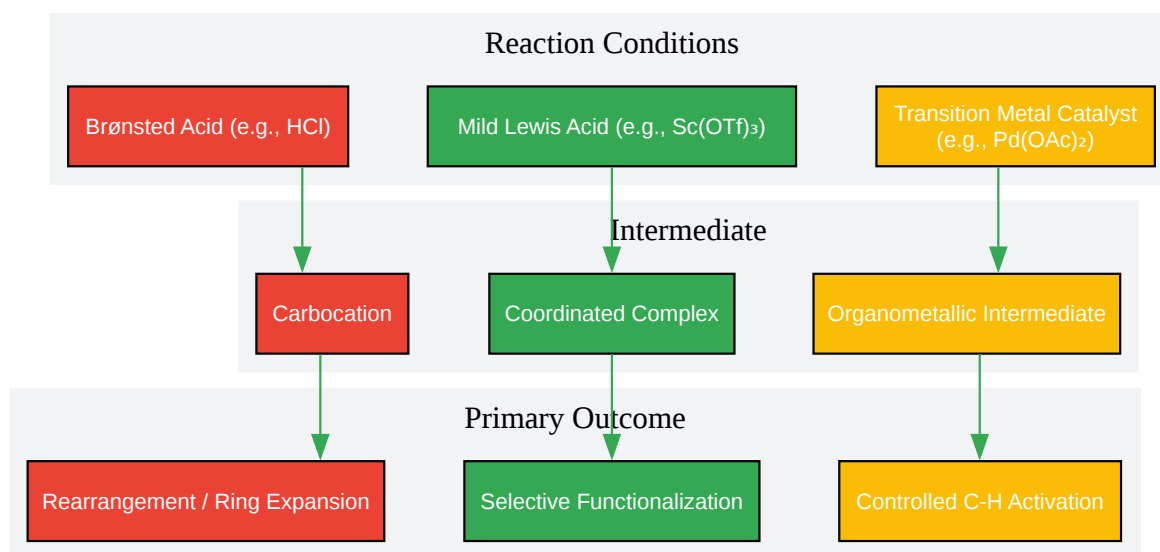 Reaction Conditions
Brønsted Acid (e.g., HCl)
Mild Lewis Acid (e.g., Sc(OTf)₃)
Transition Metal Catalyst
(e.g., Pd(OAc)₂)
Intermediate
Carbocation
Coordinated Complex
Organometallic Intermediate
Primary Outcome
Rearrangement / Ring Expansion
Selective Functionalization
Controlled C-H Activation